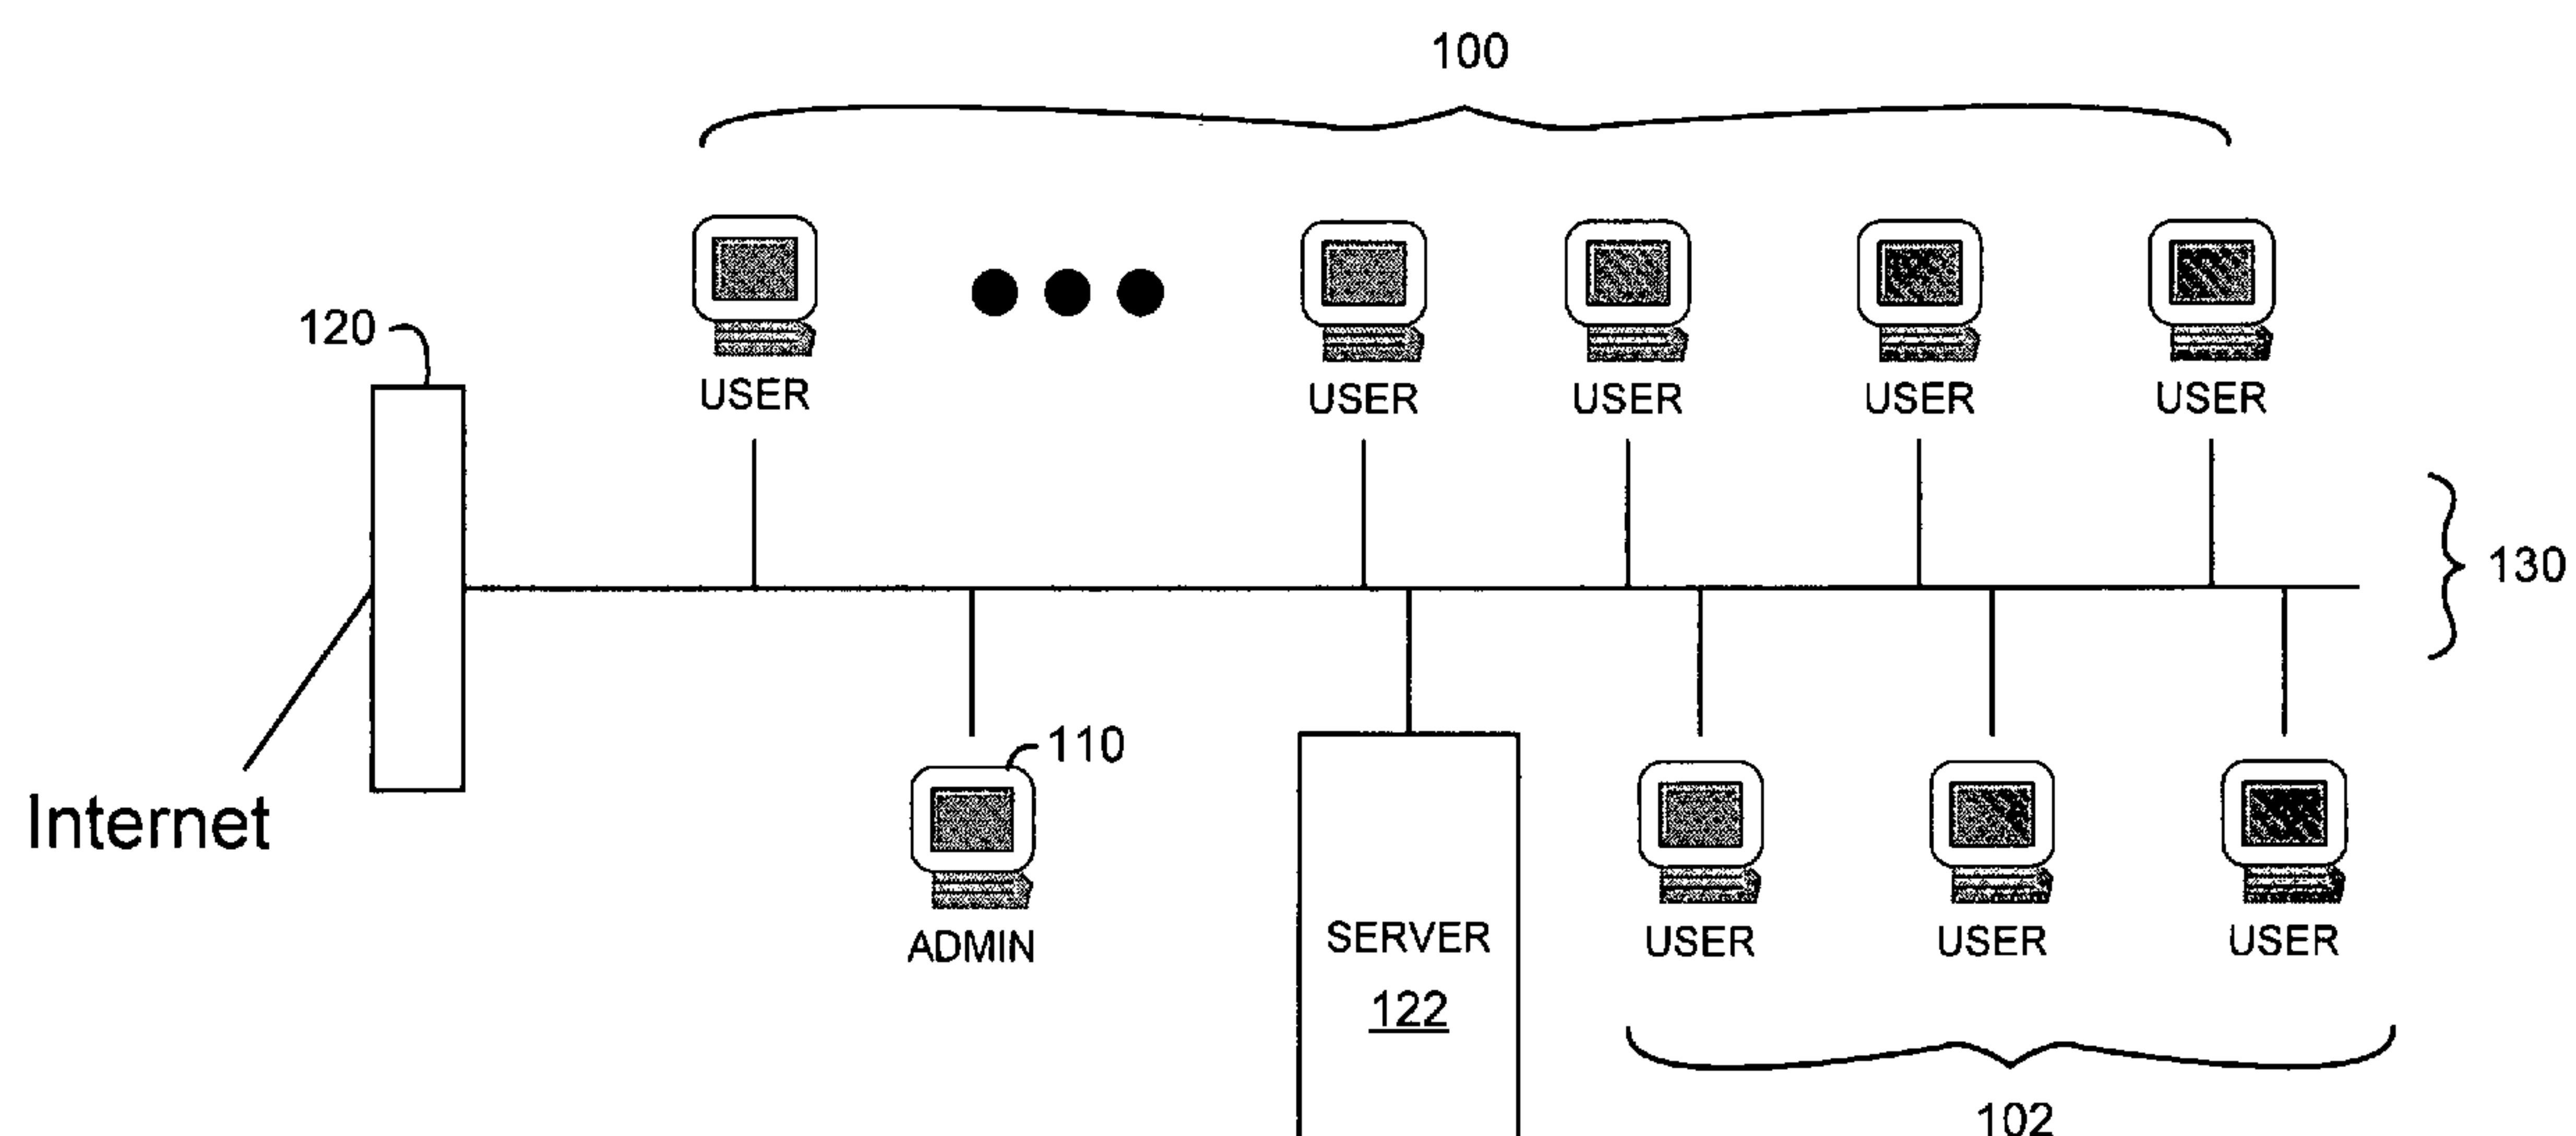 100
120
USER
USER
USER
USER
USER
130
110
Internet
ADMIN
SERVER
122
USER
USER
USER
102